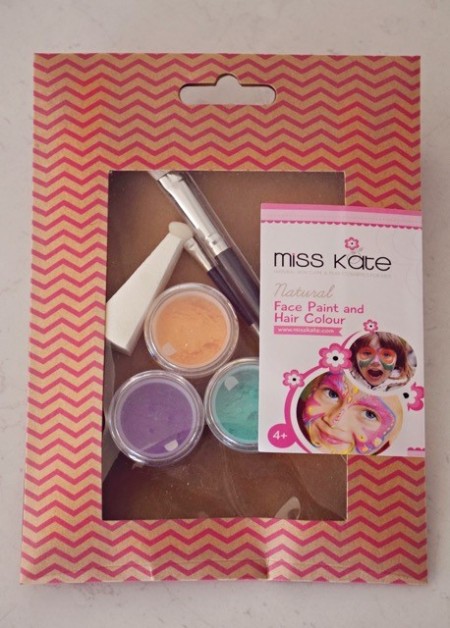 miss kate
Natural
Face Paint and
Hair Colour
www.misskate.com
4+